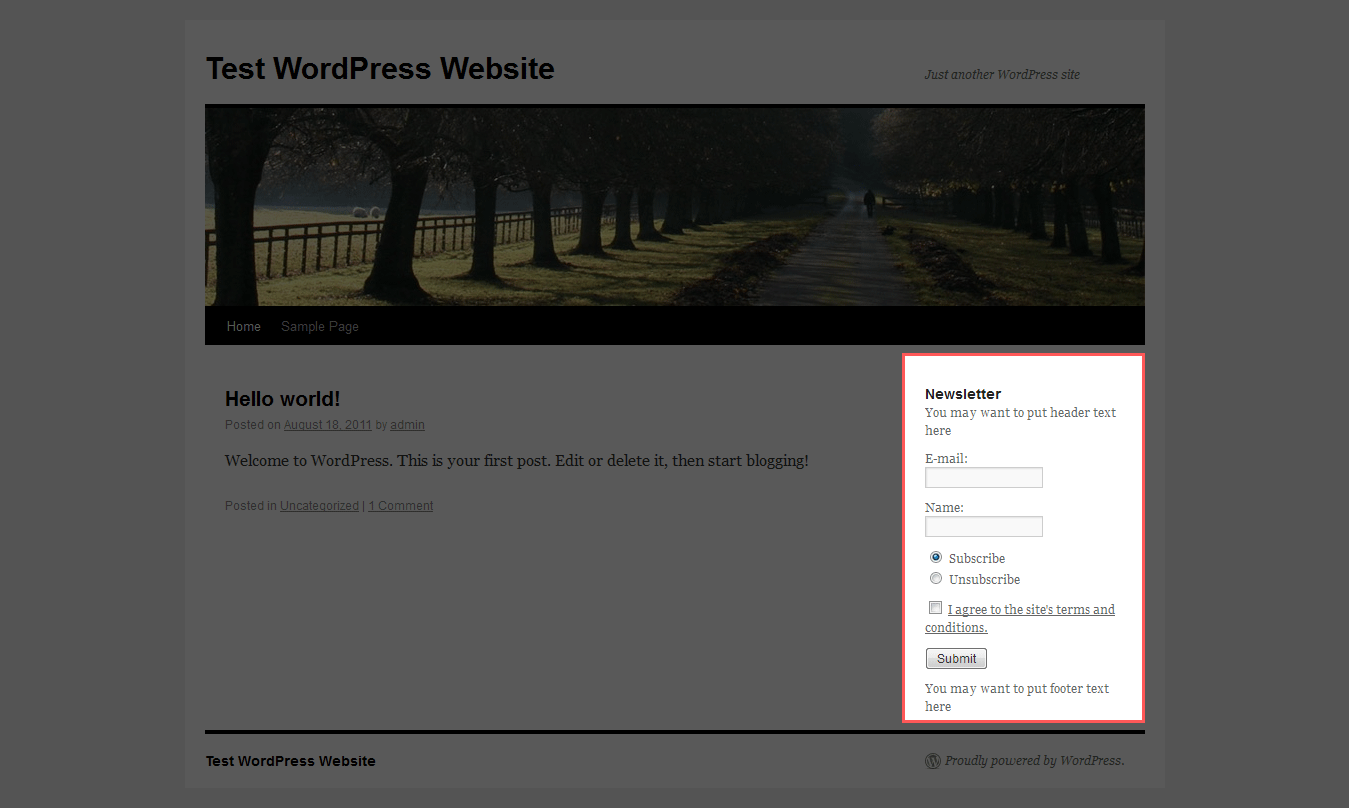 Test WordPress Website
Just another WordPress site
Home Sample Page
Hello world!
Posted on August 18, 2011 by admin
Welcome to WordPress. This is your first post. Edit or delete it, then start blogging!
Posted in Uncategorized | 1 Comment
Newsletter
You may want to put header text
here
E-mail:
Name:
Subscribe
Unsubscribe
I agree to the site's terms and
conditions.
Submit
You may want to put footer text
here
Test WordPress Website
Proudly powered by WordPress.